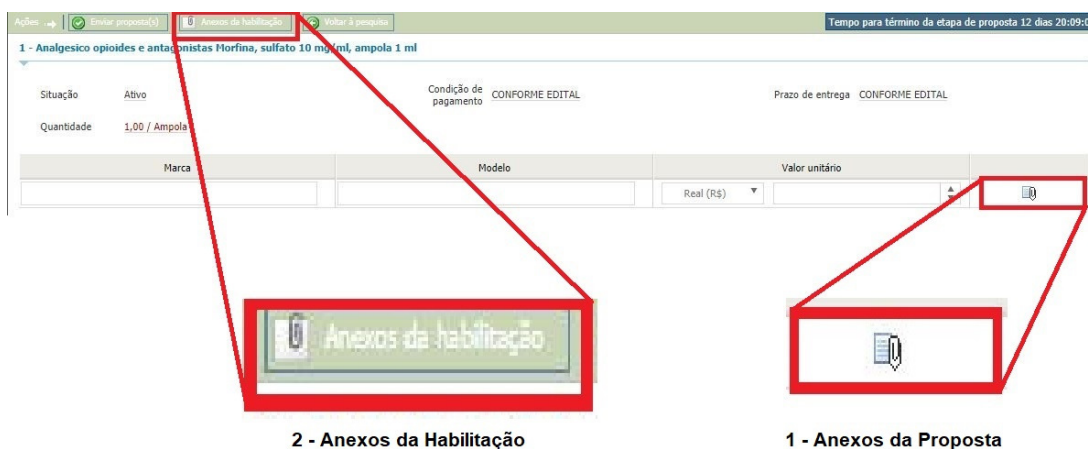 Ações Enviar proposta(s) Anexos da habilitação Voltar à pesquisa Tempo para término da etapa de proposta 12 dias 20:09:0
1 - Analgesico opioides e antagonistas Morfina, sulfato 10 mg/ml, ampola 1 ml
Situação Ativo Condição de pagamento CONFORME EDITAL Prazo de entrega CONFORME EDITAL
Quantidade 1,00 / Ampola
Marca Modelo Valor unitário
Real (R$)
Anexos da habilitação
2 - Anexos da Habilitação 1 - Anexos da Proposta